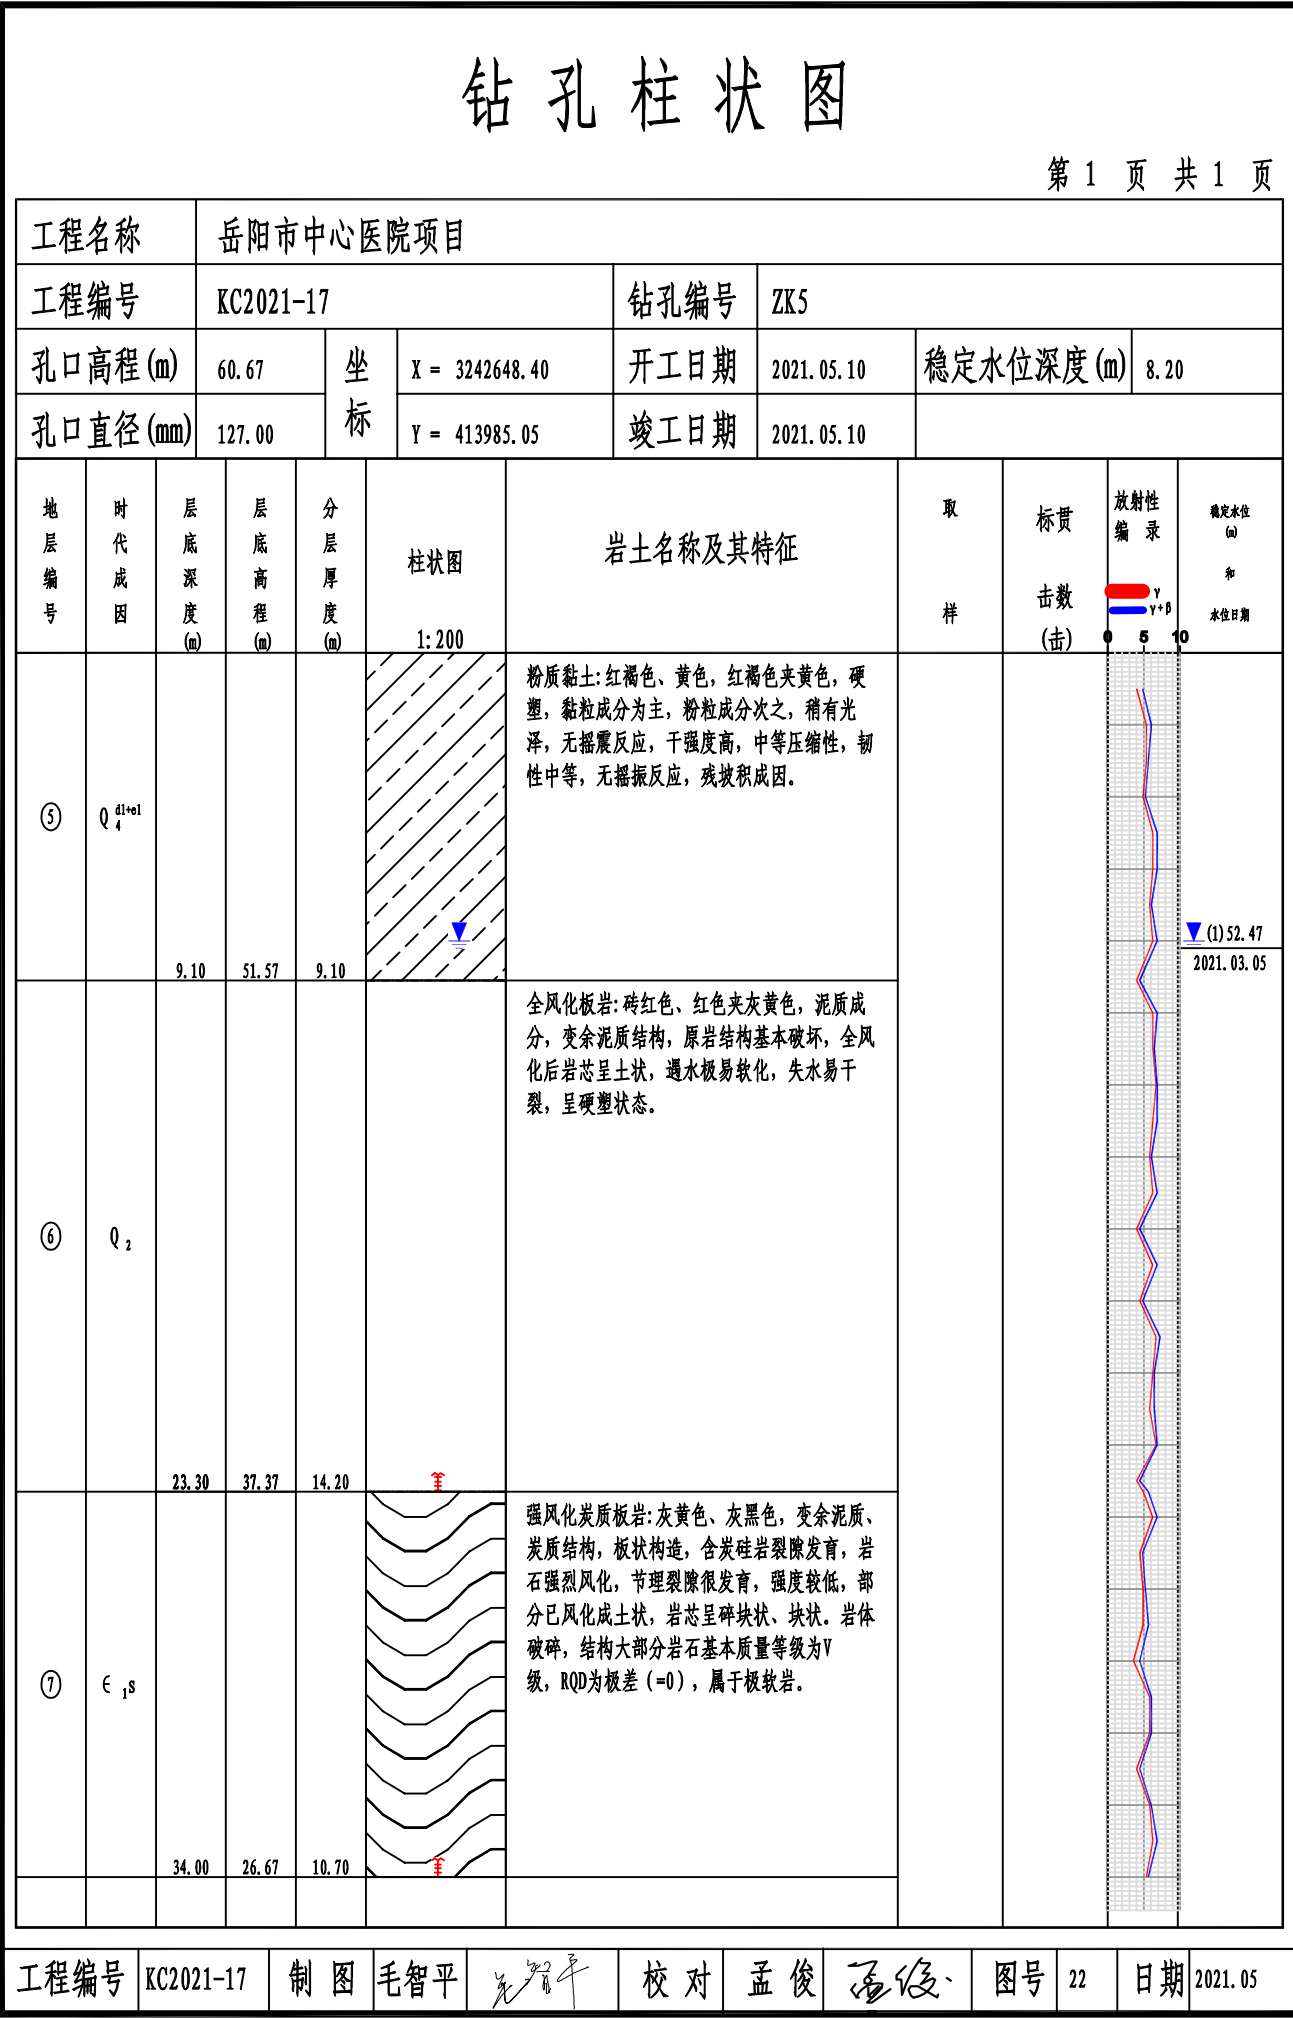 钻孔柱状图
第 1 页 共 1 页
工程名称 岳阳市中心医院项目
工程编号 KC2021-17 钻孔编号 ZK5
孔口高程(m) 60.67 坐标 X = 3242648.40 开工日期 2021.05.10 稳定水位深度(m) 8.20
孔口直径(mm) 127.00 Y = 413985.05 竣工日期 2021.05.10
地层编号 时代成因 层底深度(m) 层底高程(m) 分层厚度(m) 柱状图 1:200 岩土名称及其特征 取样 标贯击数(击) 放射性编录 稳定水位(m)和水位日期
γ
γ+β
0 5 10
粉质黏土:红褐色、黄色，红褐色夹黄色，硬
塑，黏粒成分为主，粉粒成分次之，稍有光
泽，无摇震反应，干强度高，中等压缩性，韧
性中等，无摇振反应，残坡积成因。
⑤ Q4 dl+el
(1)52.47
2021.03.05
9.10 51.57 9.10
全风化板岩:砖红色、红色夹灰黄色，泥质成
分，变余泥质结构，原岩结构基本破坏，全风
化后岩芯呈土状，遇水极易软化，失水易干
裂，呈硬塑状态。
⑥ Q2
23.30 37.37 14.20
强风化炭质板岩:灰黄色、灰黑色，变余泥质、
炭质结构，板状构造，含炭硅岩裂隙发育，岩
石强烈风化，节理裂隙很发育，强度较低，部
分已风化成土状，岩芯呈碎块状、块状。岩体
破碎，结构大部分岩石基本质量等级为V
级，RQD为极差（=0），属于极软岩。
⑦ ∈1s
34.00 26.67 10.70
工程编号 KC2021-17 制图 毛智平 毛智平 校对 孟俊 孟俊 图号 22 日期 2021.05